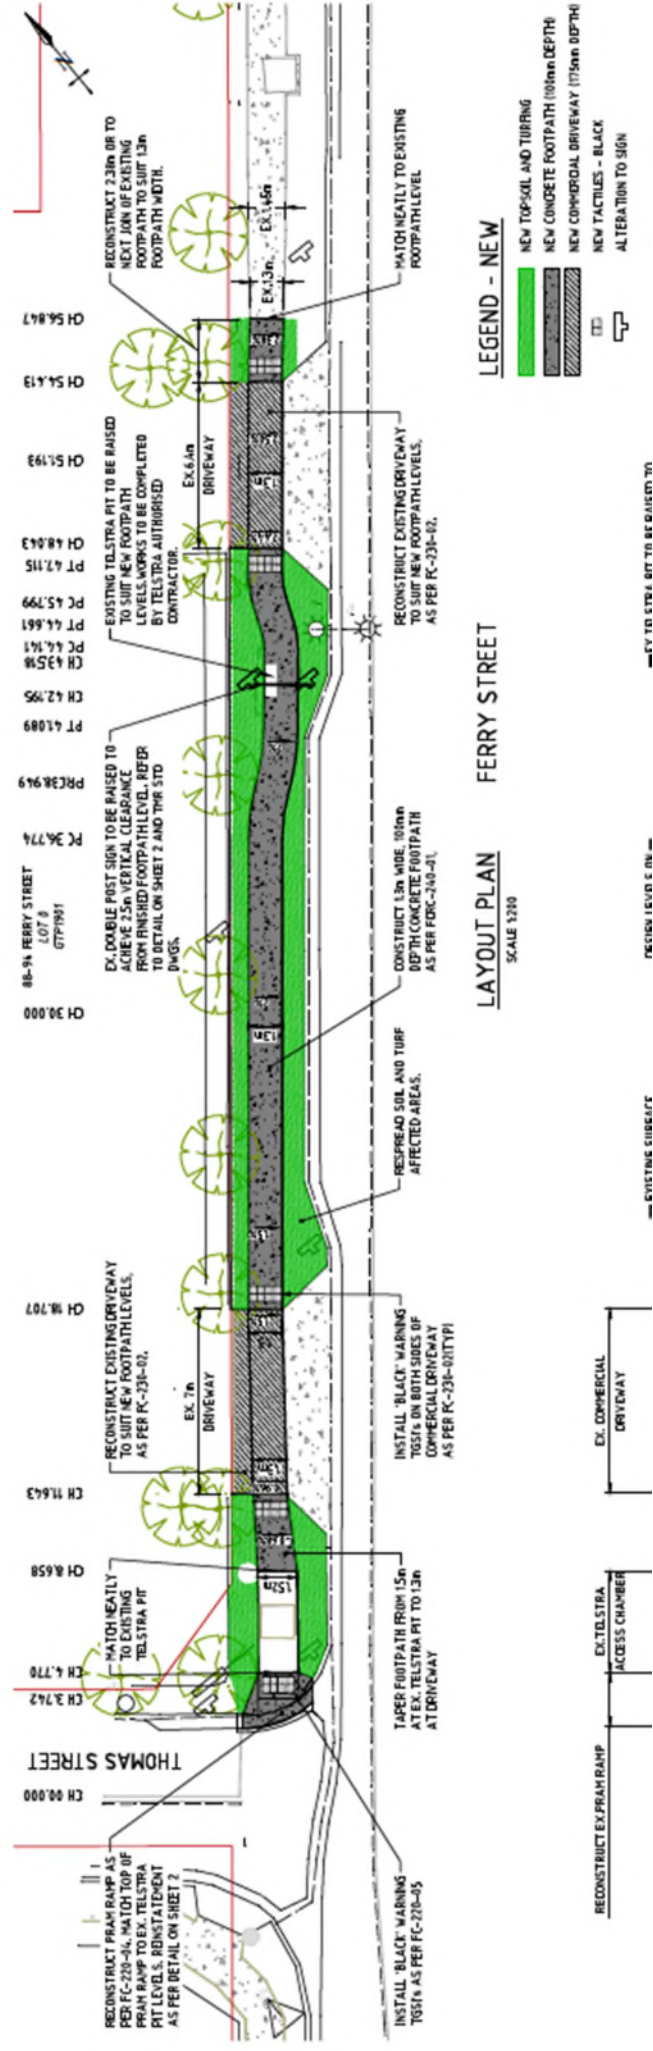 RECONSTRUCT PRAM RAMP AS
PER FC-220-04. MATCH TOP OF
PRAM RAMP TO EX. TELSTRA
PIT LEVELS. REINSTATEMENT
AS PER DETAIL ON SHEET 2
THOMAS STREET
CH 00.000
CH 3.742
CH 4.770
MATCH NEATLY
TO EXISTING
TELSTRA PIT
CH 8.658
CH 11.643
RECONSTRUCT EXISTING DRIVEWAY
TO SUIT NEW FOOTPATH LEVELS,
AS PER FC-230-02.
EX. 7m
DRIVEWAY
CH 18.707
CH 30.000
88-94 FERRY STREET
LOT 0
GTP1901
PC 36.774
PRC38.949
PT 41.089
CH 42.195
CH 43.518
PC 44.141
PT 44.661
PC 45.799
PT 47.115
CH 48.043
CH 51.193
CH 54.413
CH 56.847
EX. DOUBLE POST SIGN TO BE RAISED TO
ACHIEVE 2.5m VERTICAL CLEARANCE
FROM FINISHED FOOTPATH LEVEL. REFER
TO DETAIL ON SHEET 2 AND TMR STD
DWGS.
EXISTING TELSTRA PIT TO BE RAISED
TO SUIT NEW FOOTPATH
LEVELS. WORKS TO BE COMPLETED
BY TELSTRA AUTHORISED
CONTRACTOR.
EX.6.4m
DRIVEWAY
RECONSTRUCT 2.38m OR TO
NEXT JOIN OF EXISTING
FOOTPATH TO SUIT 1.3m
FOOTPATH WIDTH.
N
1.52m
1.3m
1.3m
1.3m
EX.1.3m
INSTALL 'BLACK' WARNING
TGSI's AS PER FC-220-05
TAPER FOOTPATH FROM 1.5m
AT EX. TELSTRA PIT TO 1.3m
AT DRIVEWAY
INSTALL 'BLACK' WARNING
TGSI's ON BOTH SIDES OF
COMMERCIAL DRIVEWAY
AS PER FC-230-02(TYP)
RESPREAD SOIL AND TURF
AFFECTED AREAS.
CONSTRUCT 1.3m WIDE, 100mm
DEPTH CONCRETE FOOTPATH
AS PER FC-240-01.
RECONSTRUCT EXISTING DRIVEWAY
TO SUIT NEW FOOTPATH LEVELS,
AS PER FC-230-02.
MATCH NEATLY TO EXISTING
FOOTPATH LEVEL
LAYOUT PLAN
SCALE 1:200
FERRY STREET
LEGEND - NEW
NEW TOPSOIL AND TURFING
NEW CONCRETE FOOTPATH (100mm DEPTH)
NEW COMMERCIAL DRIVEWAY (175mm DEPTH)
NEW TACTILES - BLACK
ALTERATION TO SIGN
RECONSTRUCT EX.PRAM RAMP
EX.TELSTRA
ACCESS CHAMBER
EX. COMMERCIAL
DRIVEWAY
EXISTING SURFACE